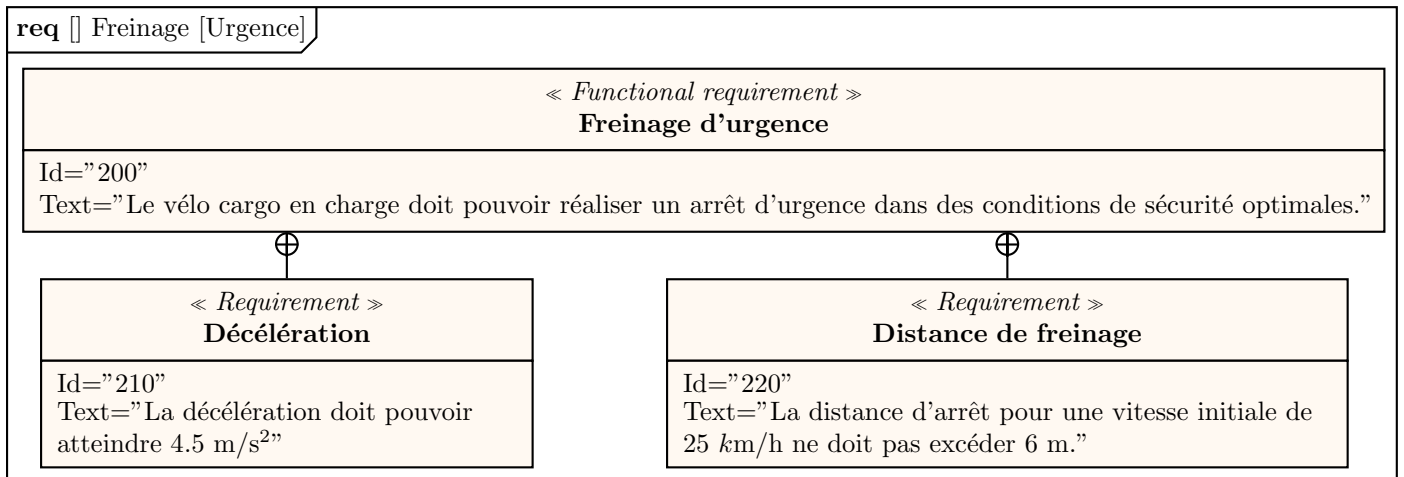 req [] Freinage [Urgence]
≪ Functional requirement ≫
Freinage d'urgence
Id=”200”
Text=”Le vélo cargo en charge doit pouvoir réaliser un arrêt d'urgence dans des conditions de sécurité optimales.”
≪ Requirement ≫
Décélération
Id=”210”
Text=”La décélération doit pouvoir
atteindre 4.5 m/s²”
≪ Requirement ≫
Distance de freinage
Id=”220”
Text=”La distance d'arrêt pour une vitesse initiale de
25 km/h ne doit pas excéder 6 m.”